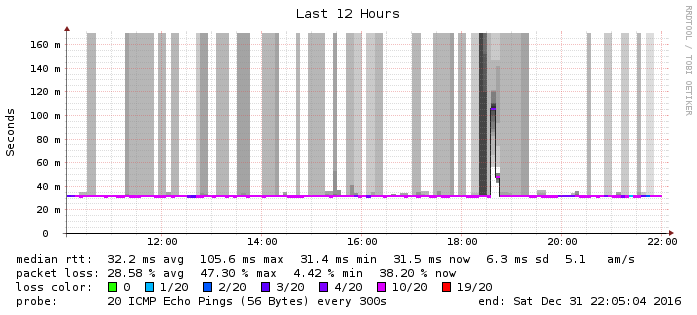 Last 12 Hours
RRDTOOL / TOBI OETIKER
Seconds
160 m
140 m
120 m
100 m
80 m
60 m
40 m
20 m
0
12:00 14:00 16:00 18:00 20:00 22:00
median rtt: 32.2 ms avg 105.6 ms max 31.4 ms min 31.5 ms now 6.3 ms sd 5.1 am/s
packet loss: 28.58 % avg 47.30 % max 4.42 % min 38.20 % now
loss color: 0 1/20 2/20 3/20 4/20 10/20 19/20
probe: 20 ICMP Echo Pings (56 Bytes) every 300s end: Sat Dec 31 22:05:04 2016